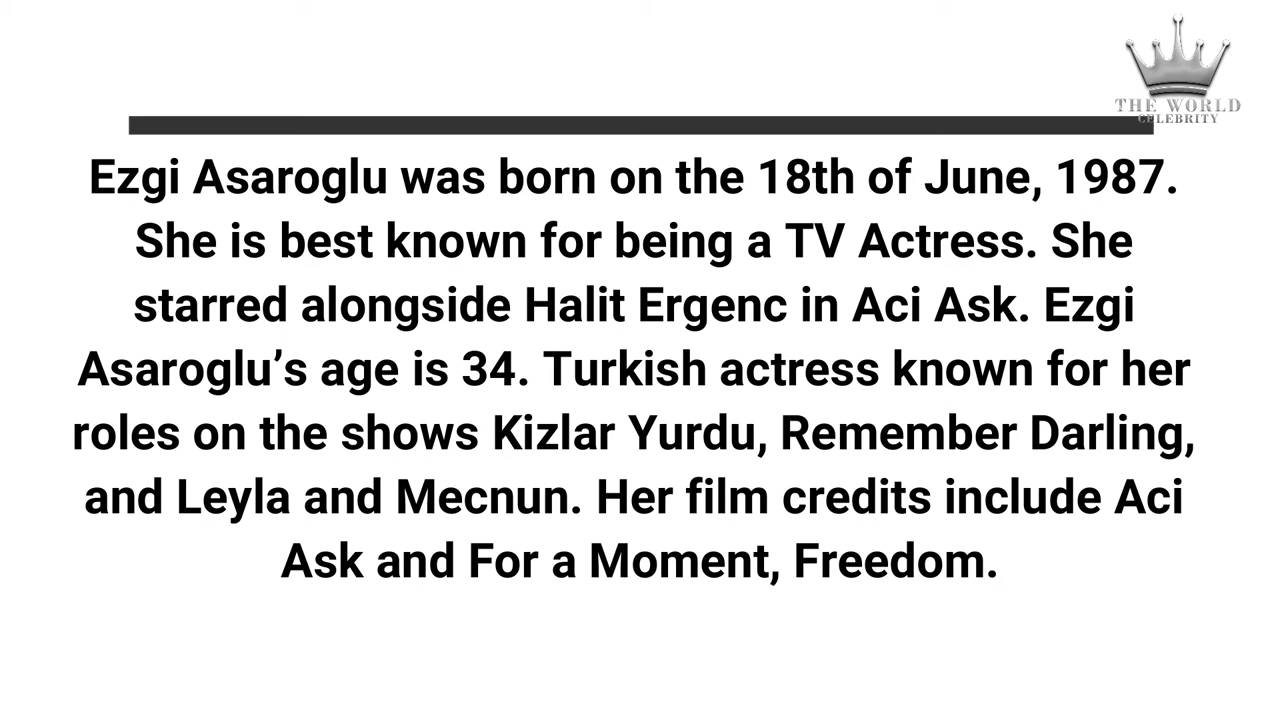 THE WORLD
CELEBRITY
Ezgi Asaroglu was born on the 18th of June, 1987.
She is best known for being a TV Actress. She
starred alongside Halit Ergenc in Aci Ask. Ezgi
Asaroglu’s age is 34. Turkish actress known for her
roles on the shows Kizlar Yurdu, Remember Darling,
and Leyla and Mecnun. Her film credits include Aci
Ask and For a Moment, Freedom.